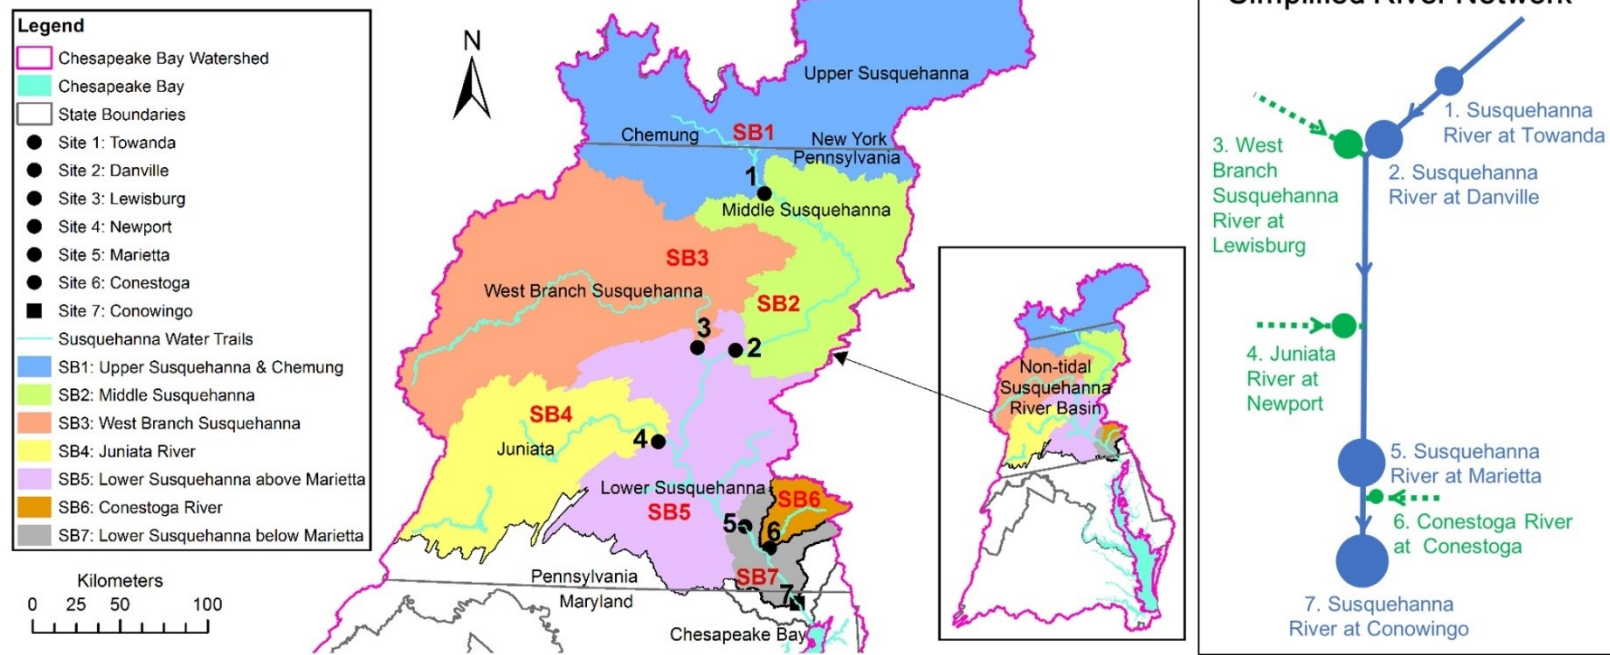 Legend
Chesapeake Bay Watershed
Chesapeake Bay
State Boundaries
Site 1: Towanda
Site 2: Danville
Site 3: Lewisburg
Site 4: Newport
Site 5: Marietta
Site 6: Conestoga
Site 7: Conowingo
Susquehanna Water Trails
SB1: Upper Susquehanna & Chemung
SB2: Middle Susquehanna
SB3: West Branch Susquehanna
SB4: Juniata River
SB5: Lower Susquehanna above Marietta
SB6: Conestoga River
SB7: Lower Susquehanna below Marietta
Kilometers
0 25 50 100
N
Upper Susquehanna
Chemung
SB1
New York
Pennsylvania
1
Middle Susquehanna
SB3
West Branch Susquehanna
SB2
3
2
SB4
4
Juniata
Lower Susquehanna
SB5
SB6
5
6
SB7
7
Pennsylvania
Maryland
Chesapeake Bay
Non-tidal
Susquehanna
River Basin
Simplified River Network
1. Susquehanna
River at Towanda
2. Susquehanna
River at Danville
3. West
Branch
Susquehanna
River at
Lewisburg
4. Juniata
River at
Newport
5. Susquehanna
River at Marietta
6. Conestoga River
at Conestoga
7. Susquehanna
River at Conowingo